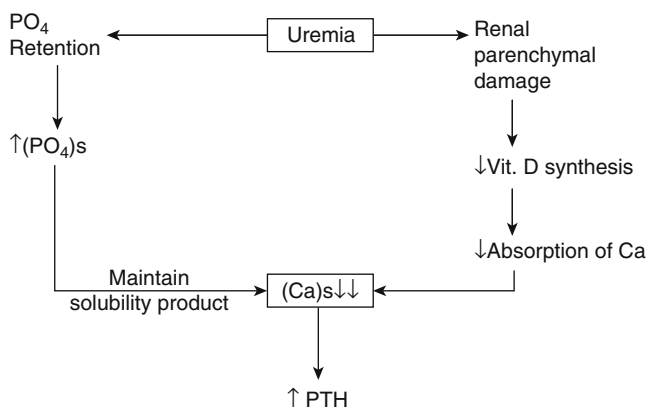 PO4
Retention
Uremia
Renal
parenchymal
damage
↑(PO4)s
↓Vit. D synthesis
↓Absorption of Ca
Maintain
solubility product
(Ca)s↓↓
↑ PTH